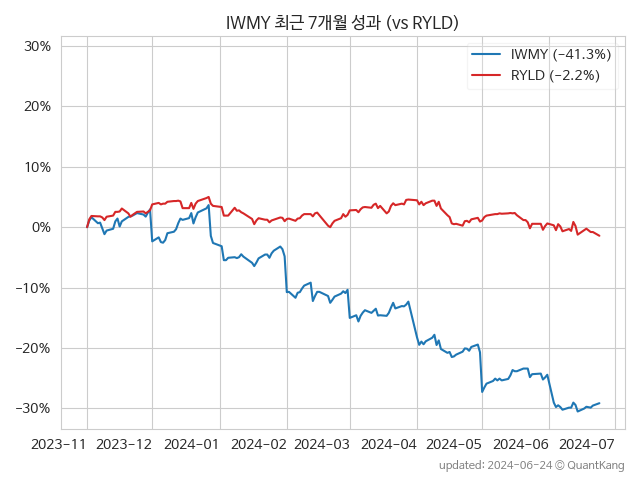 IWMY 최근 7개월 성과 (vs RYLD)
IWMY (−41.3%)
RYLD (−2.2%)
30%
20%
10%
0%
−10%
−20%
−30%
2023-11 2023-12 2024-01 2024-02 2024-03 2024-04 2024-05 2024-06 2024-07
updated: 2024-06-24 © QuantKang